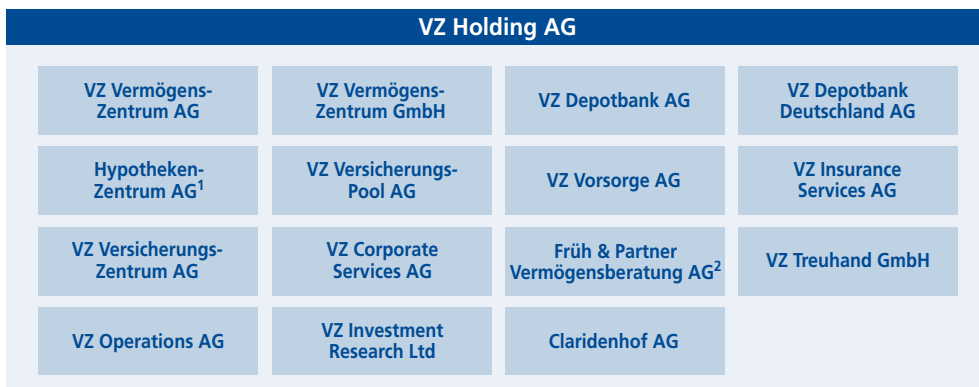 VZ Holding AG
VZ Vermögens-
Zentrum AG
VZ Vermögens-
Zentrum GmbH
VZ Depotbank AG
VZ Depotbank
Deutschland AG
Hypotheken-
Zentrum AG1
VZ Versicherungs-
Pool AG
VZ Vorsorge AG
VZ Insurance
Services AG
VZ Versicherungs-
Zentrum AG
VZ Corporate
Services AG
Früh & Partner
Vermögensberatung AG2
VZ Treuhand GmbH
VZ Operations AG
VZ Investment
Research Ltd
Claridenhof AG